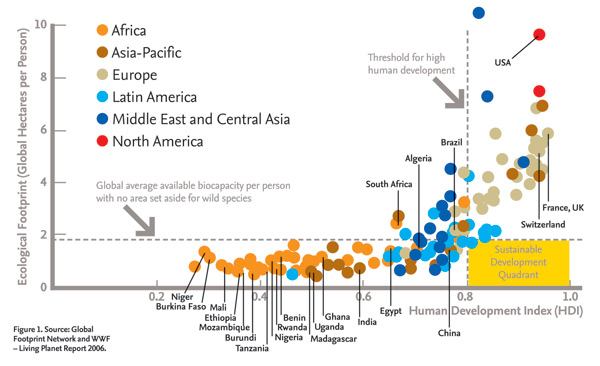 Ecological Footprint (Global Hectares per Person)
10
8
6
4
2
0
Africa
Asia-Pacific
Europe
Latin America
Middle East and Central Asia
North America
Threshold for high
human development
USA
Brazil
Algeria
South Africa
France, UK
Switzerland
Global average available biocapacity per person
with no area set aside for wild species
Sustainable
Development
Quadrant
0.2
0.4
0.6
0.8
1.0
Human Development Index (HDI)
Niger
Burkina Faso
Mali
Ethiopia
Mozambique
Burundi
Tanzania
Benin
Rwanda
Nigeria
Ghana
Uganda
Madagascar
India
Egypt
China
Figure 1. Source: Global
Footprint Network and WWF
– Living Planet Report 2006.